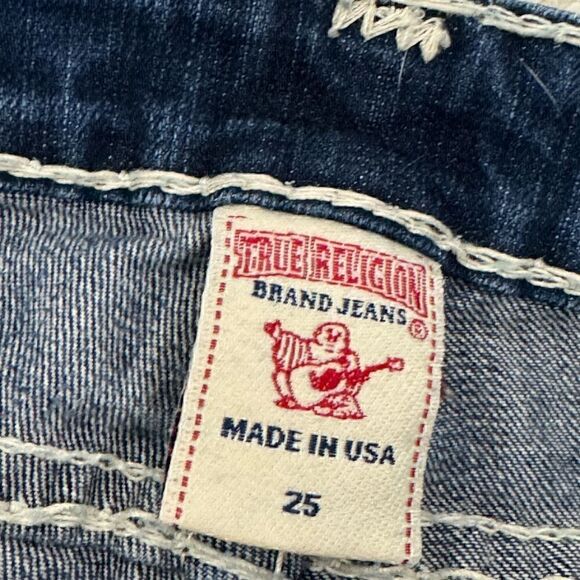 TRUE RELIGION
BRAND JEANS®
MADE IN USA
25